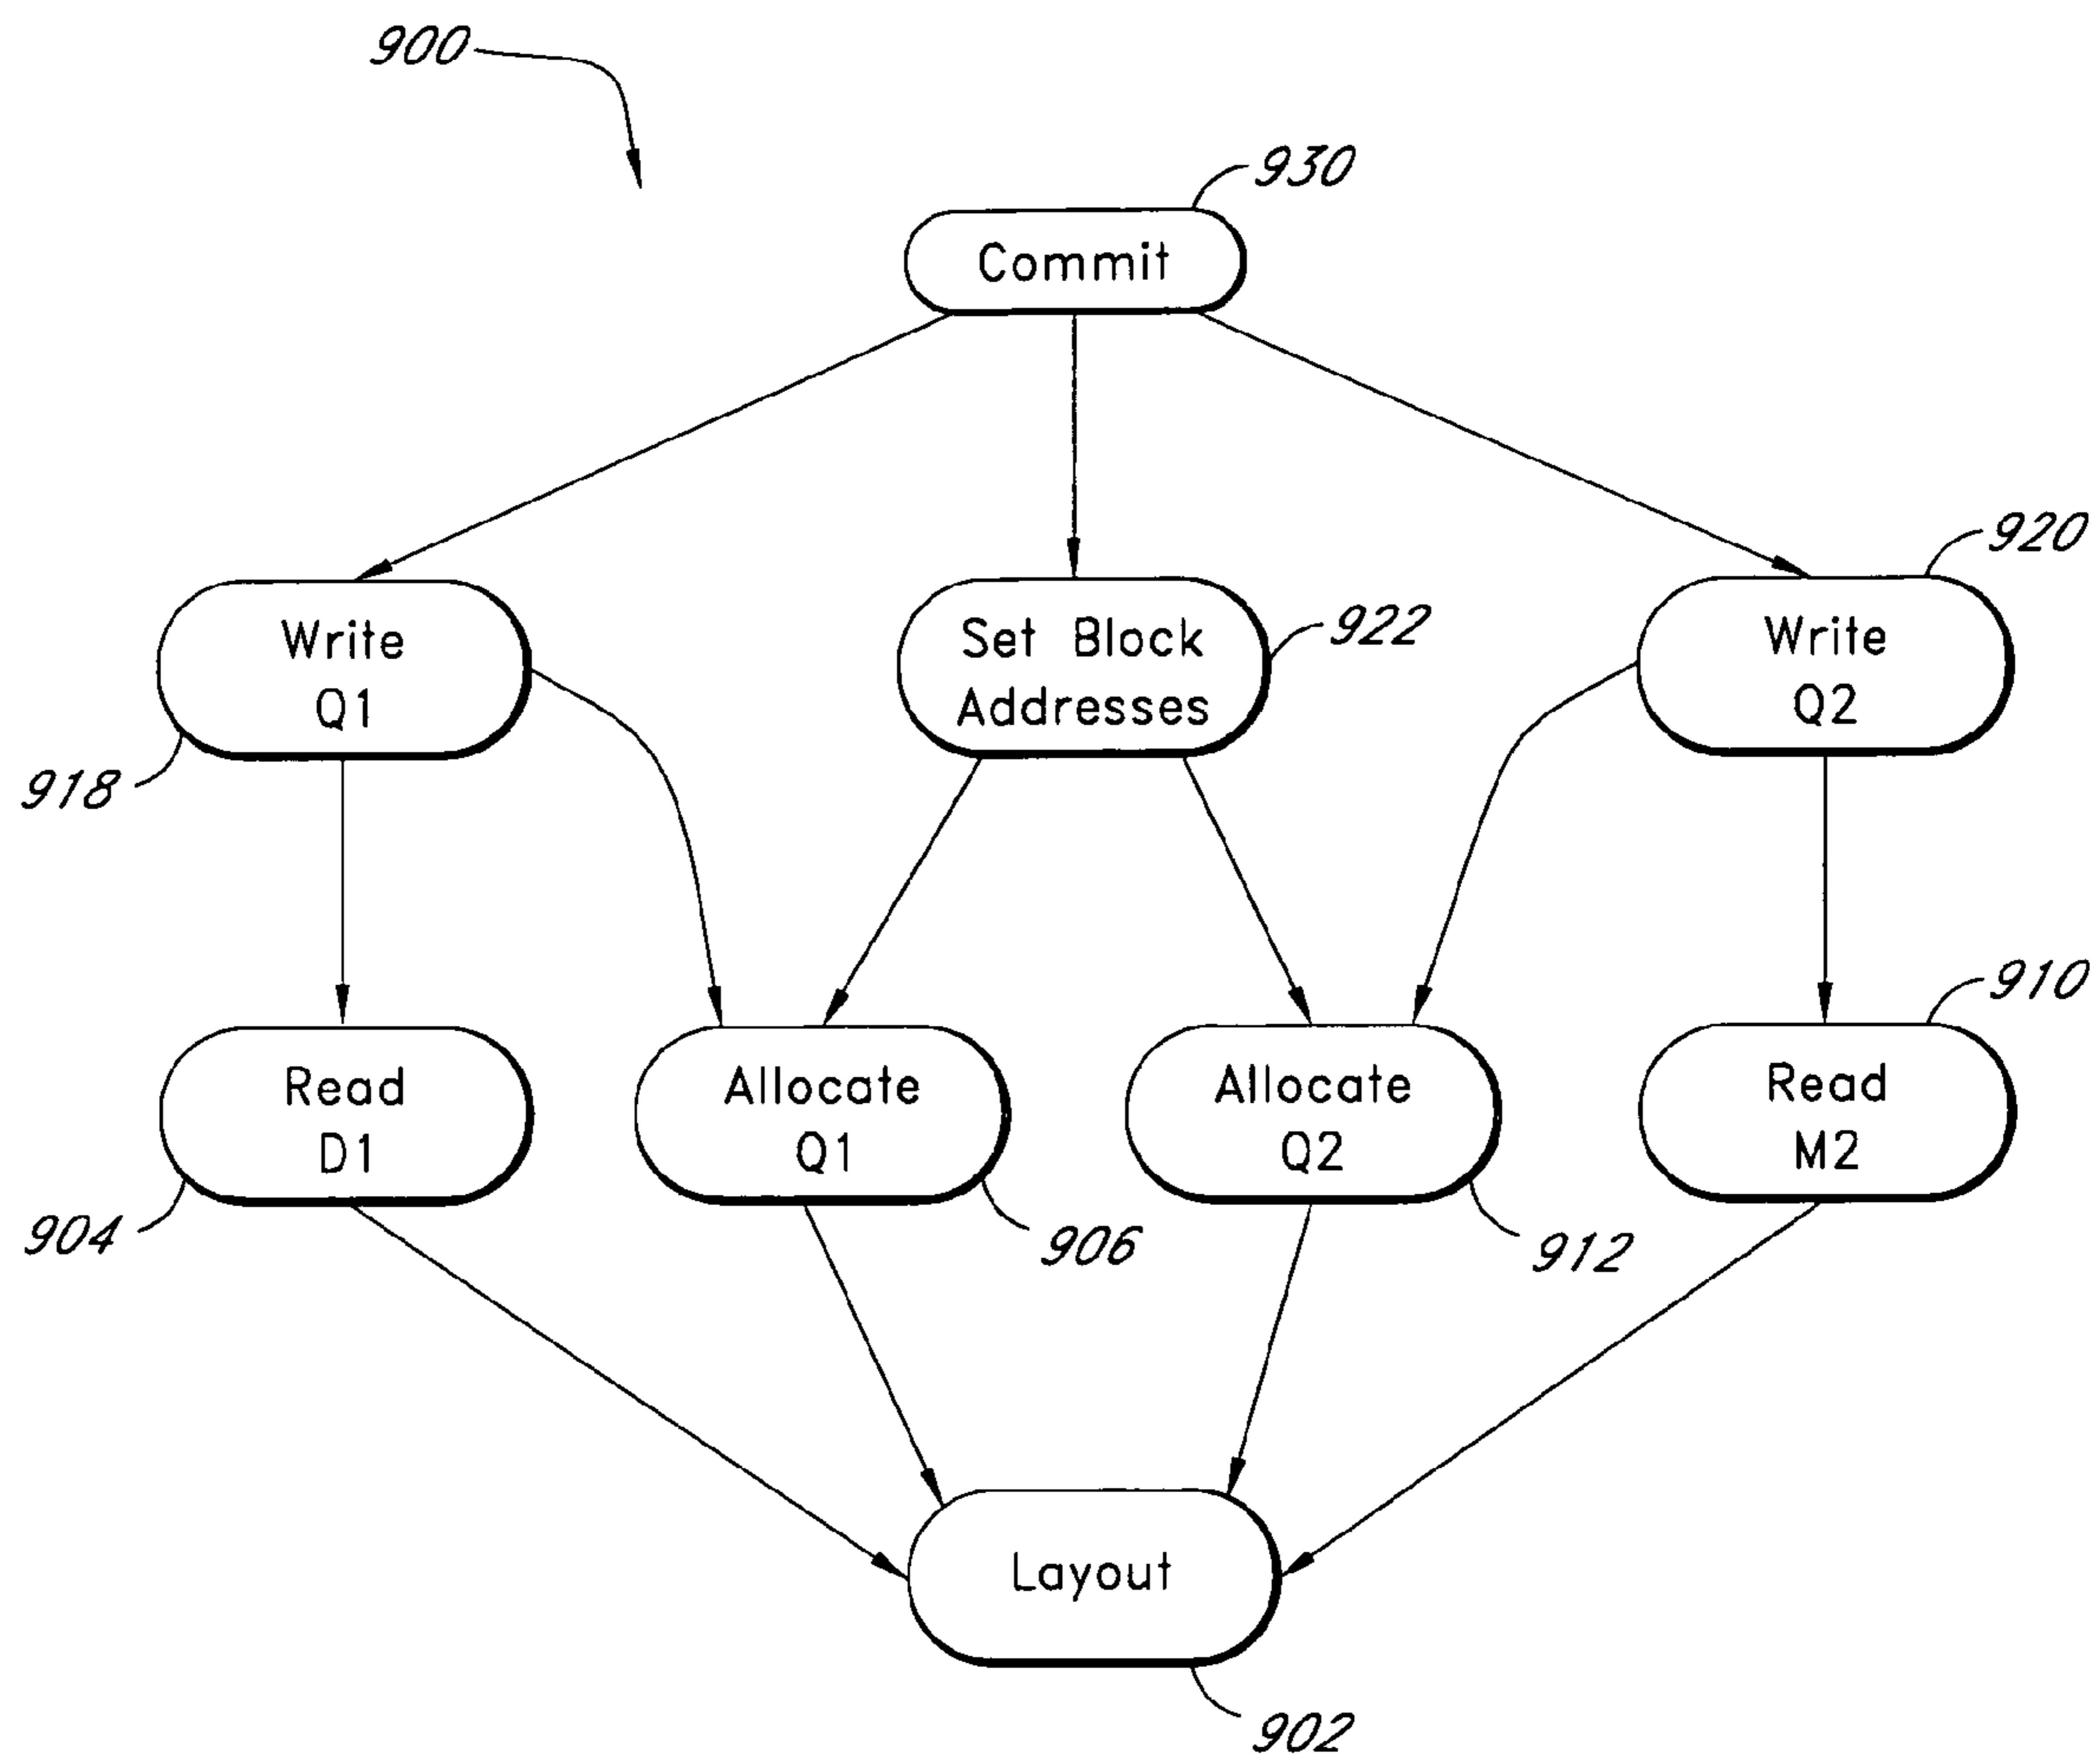 900
930
Commit
920
Write
Q1
Set Block
Addresses
922
Write
Q2
918
910
Read
D1
Allocate
Q1
Allocate
Q2
Read
M2
904
906
912
Layout
902